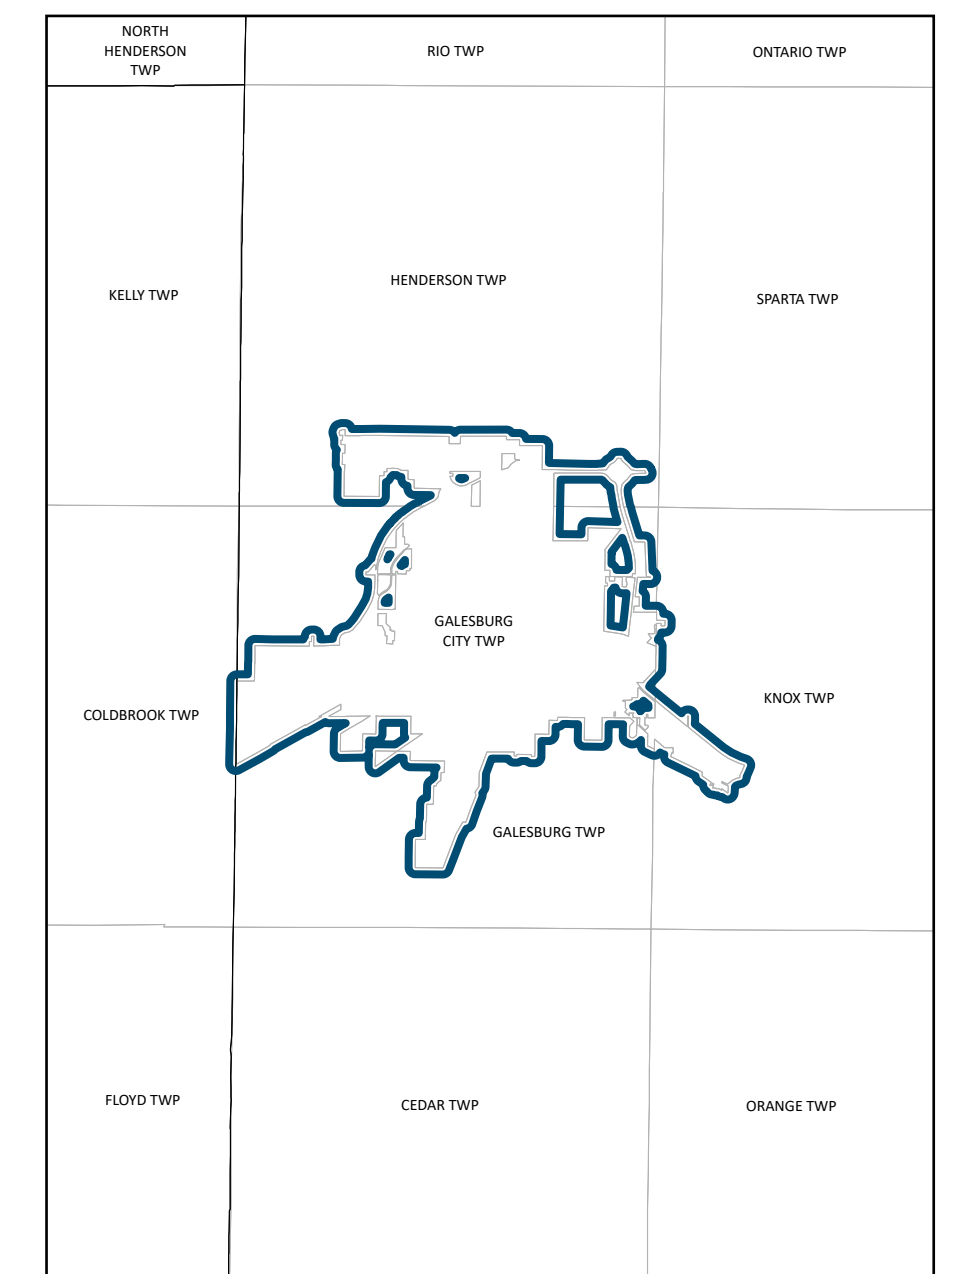 NORTH
HENDERSON
TWP
RIO TWP
ONTARIO TWP
KELLY TWP
HENDERSON TWP
SPARTA TWP
GALESBURG
CITY TWP
COLDBROOK TWP
KNOX TWP
GALESBURG TWP
FLOYD TWP
CEDAR TWP
ORANGE TWP